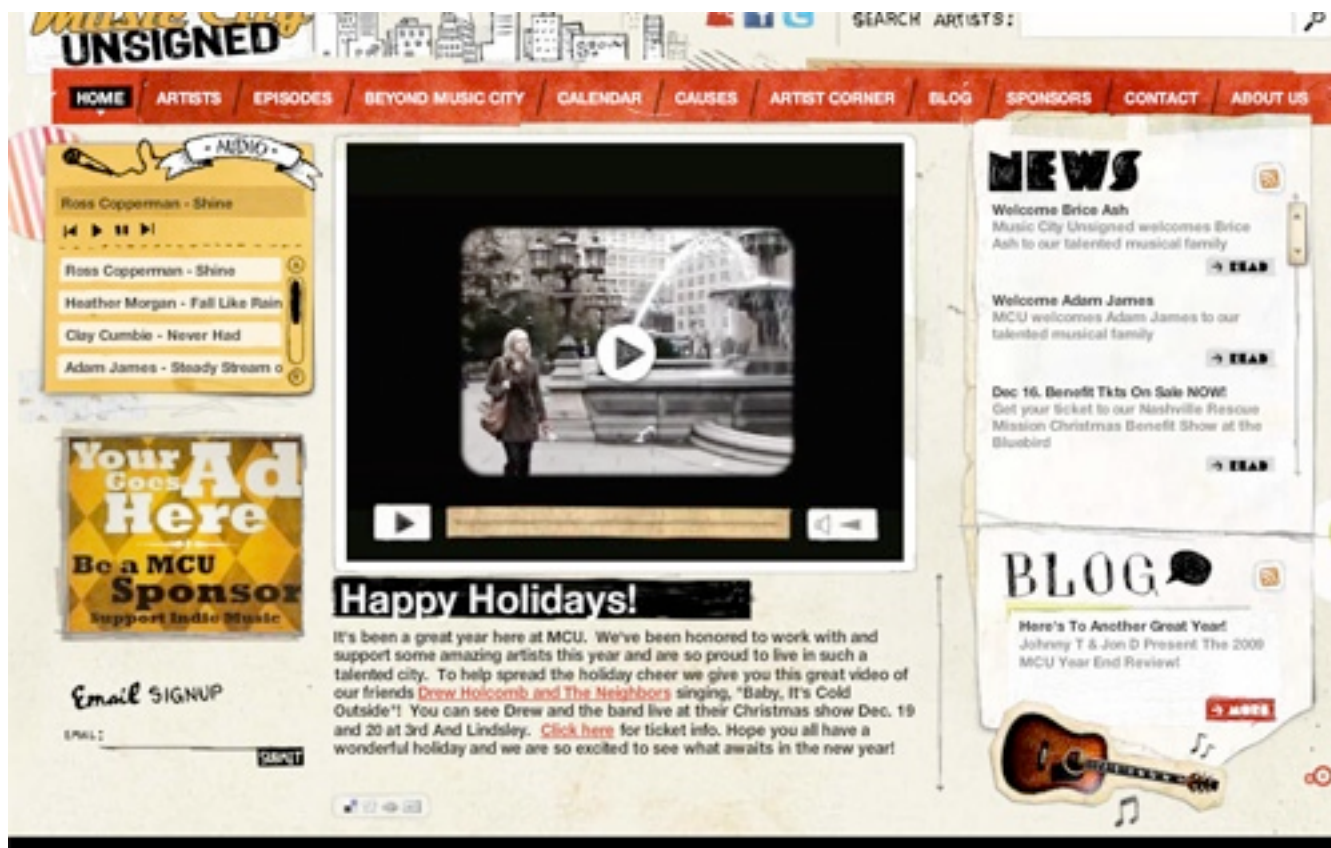 Music City
UNSIGNED
SEARCH ARTISTS:
HOME / ARTISTS / EPISODES / BEYOND MUSIC CITY / CALENDAR / CAUSES / ARTIST CORNER / BLOG / SPONSORS / CONTACT / ABOUT US
AUDIO
Ross Copperman - Shine
Ross Copperman - Shine
Heather Morgan - Fall Like Rain
Clay Cumbie - Never Had
Adam James - Steady Stream o
Your Ad
Goes
Here
Be a MCU
Sponsor
Support Indie Music
Email SIGNUP
EMAIL:
SUBMIT
Happy Holidays!
It's been a great year here at MCU. We've been honored to work with and
support some amazing artists this year and are so proud to live in such a
talented city. To help spread the holiday cheer we give you this great video of
our friends Drew Holcomb and The Neighbors singing, "Baby, It's Cold
Outside"! You can see Drew and the band live at their Christmas show Dec. 19
and 20 at 3rd And Lindsley. Click here for ticket info. Hope you all have a
wonderful holiday and we are so excited to see what awaits in the new year!
NEWS
Welcome Brice Ash
Music City Unsigned welcomes Brice
Ash to our talented musical family
READ
Welcome Adam James
MCU welcomes Adam James to our
talented musical family
READ
Dec 16. Benefit Tkts On Sale NOW!
Get your ticket to our Nashville Rescue
Mission Christmas Benefit Show at the
Bluebird
READ
BLOG
Here's To Another Great Year!
Johnny T & Jon D Present The 2009
MCU Year End Review!
MORE